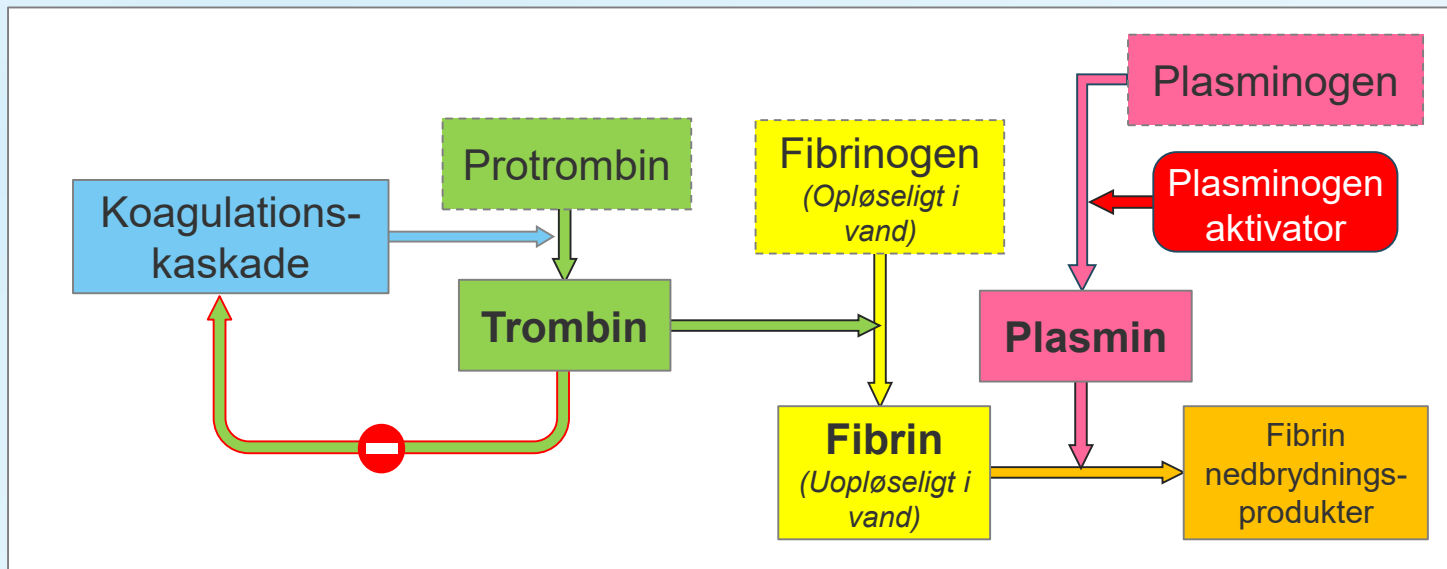 Plasminogen
Protrombin
Fibrinogen
(Opløseligt i
vand)
Plasminogen
aktivator
Koagulations-
kaskade
Trombin
Plasmin
Fibrin
(Uopløseligt i
vand)
Fibrin
nedbrydnings-
produkter